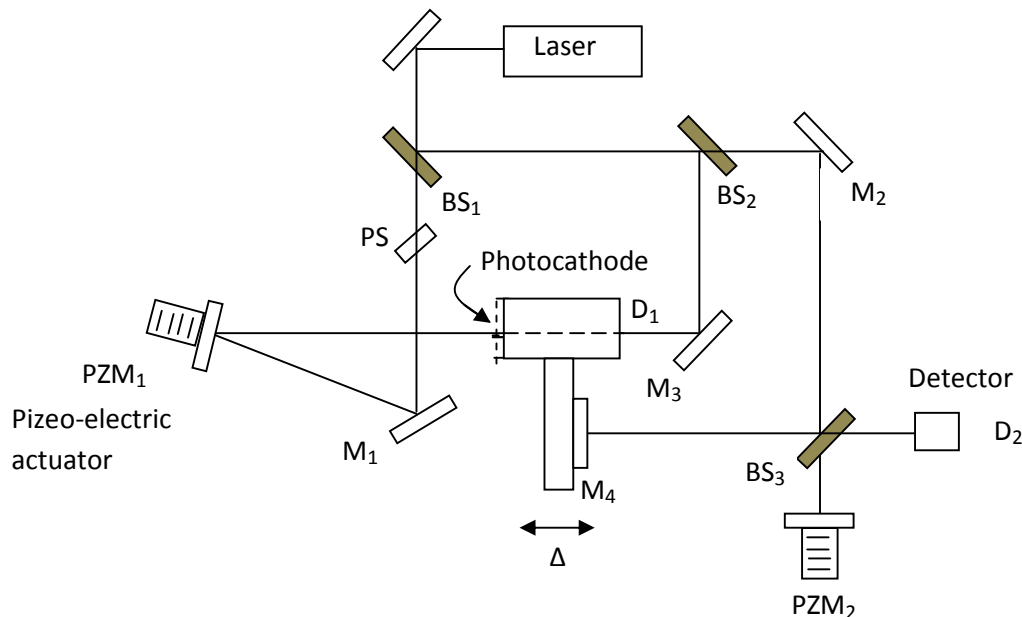 Laser
BS₁
BS₂
M₂
PS
Photocathode
D₁
PZM₁
Pizeo-electric
actuator
M₁
M₃
Detector
D₂
BS₃
M₄
Δ
PZM₂